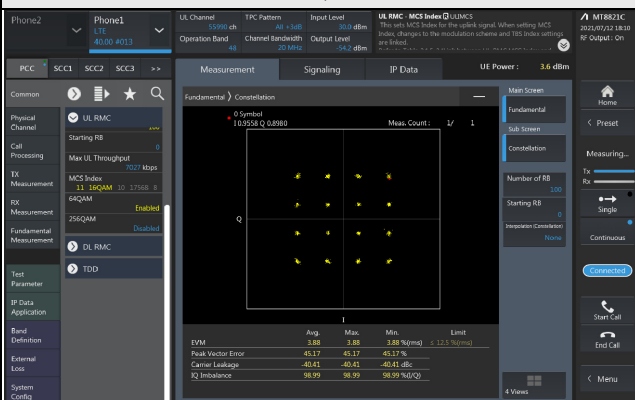 Phone2
Phone1
LTE
40.00 #013
UL Channel
55990 ch
Operation Band
48
TPC Pattern
All +3dB
Channel Bandwidth
20 MHz
Input Level
30.0 dBm
Output Level
-54.2 dBm
UL RMC - MCS Index ULIMCS
This sets MCS Index for the uplink signal. When setting MCS
Index, changes to the modulation scheme and TBS Index settings
are linked.
MT8821C
2021/07/12 18:10
RF Output : On
PCC
SCC1
SCC2
SCC3
>>
Measurement
Signaling
IP Data
UE Power :
3.6 dBm
Common
Physical
Channel
Call
Processing
TX
Measurement
RX
Measurement
Fundamental
Measurement
Test
Parameter
IP Data
Application
Band
Definition
External
Loss
System
Config
UL RMC
Starting RB
0
Max UL Throughput
7027 kbps
MCS Index
11 16QAM 10 17568 8
64QAM
Enabled
256QAM
Disabled
DL RMC
TDD
Fundamental
Constellation
0 Symbol
I 0.9558 Q 0.8980
Meas. Count : 1/ 1
Q
I
Avg. Max. Min. Limit
EVM 3.88 3.88 3.88 %(rms) ≤ 12.5 %(rms)
Peak Vector Error 45.17 45.17 45.17 %
Carrier Leakage -40.41 -40.41 -40.41 dBc
IQ Imbalance 98.99 98.99 98.99 %(I/Q)
Main Screen
Fundamental
Sub Screen
Constellation
Number of RB
100
Starting RB
0
Interpolation (Constellation)
None
4 Views
Home
Preset
Measuring...
Tx
Rx
Single
Continuous
Connected
Start Call
End Call
Menu